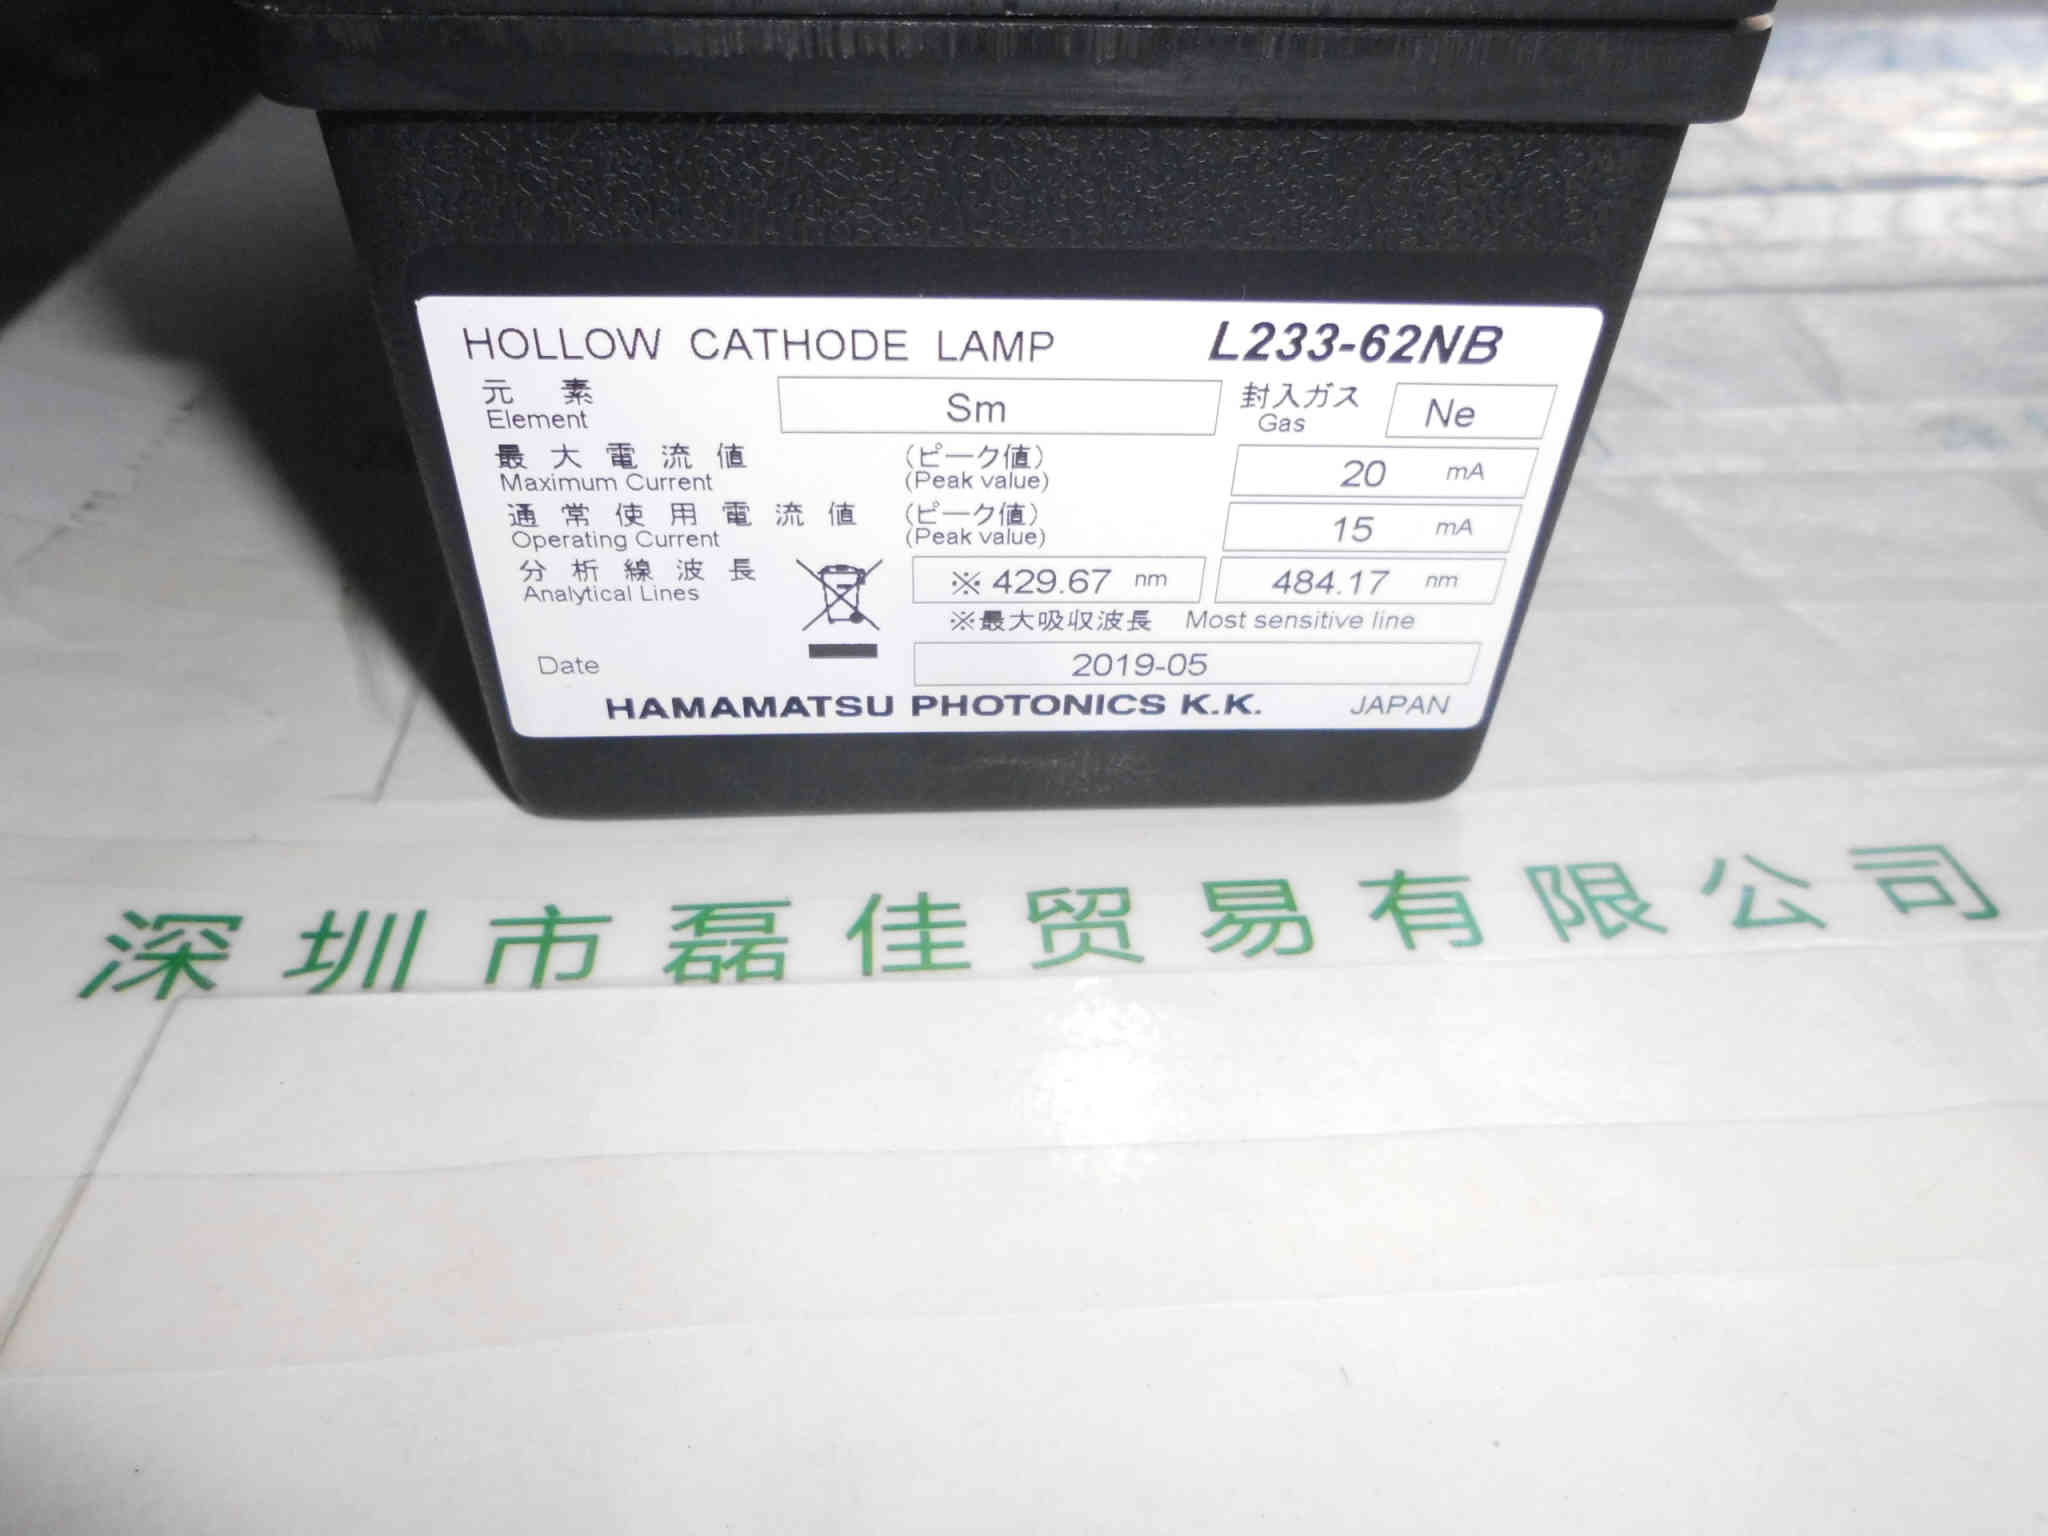 HOLLOW CATHODE LAMP L233-62NB
元 素 Sm 封入ガス Ne
Element Gas
最大電流値 (ピーク値) 20 mA
Maximum Current (Peak value)
通常使用電流値 (ピーク値) 15 mA
Operating Current (Peak value)
分析線波長 ※ 429.67 nm 484.17 nm
Analytical Lines
※最大吸収波長 Most sensitive line
Date 2019-05
HAMAMATSU PHOTONICS K.K. JAPAN
深圳市磊佳贸易有限公司